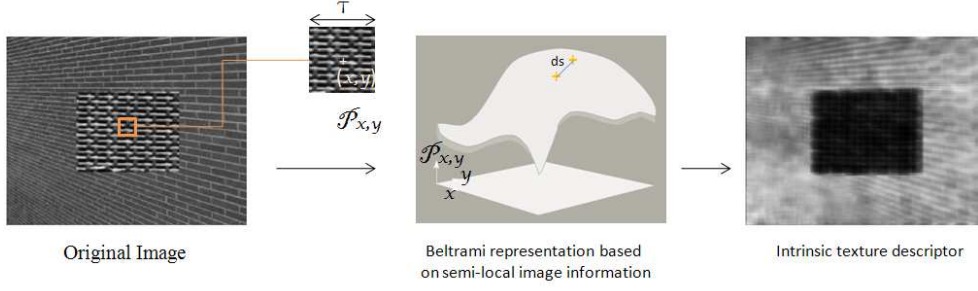 τ
(x,y)
𝒫x,y
ds
𝒫x,y
y
x
Original Image
Beltrami representation based
on semi-local image information
Intrinsic texture descriptor